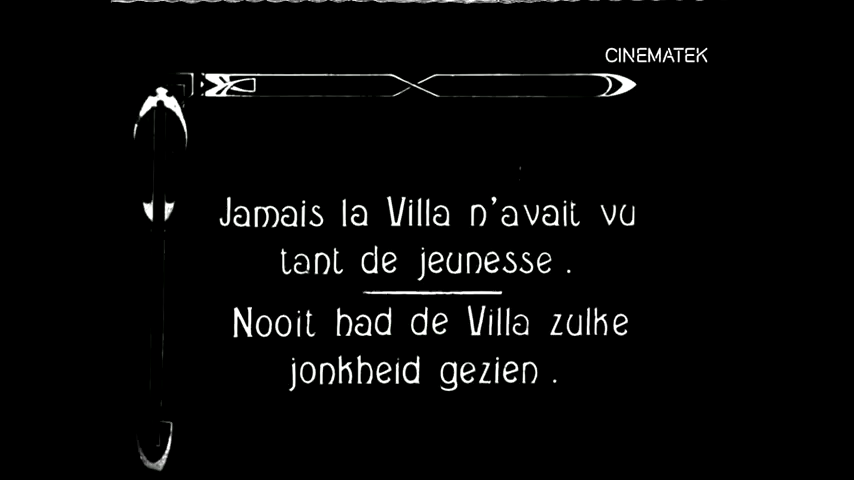 CINEMATEK
Jamais la Villa n'avait vu
tant de jeunesse.
Nooit had de Villa zulke
jonkheid gezien.